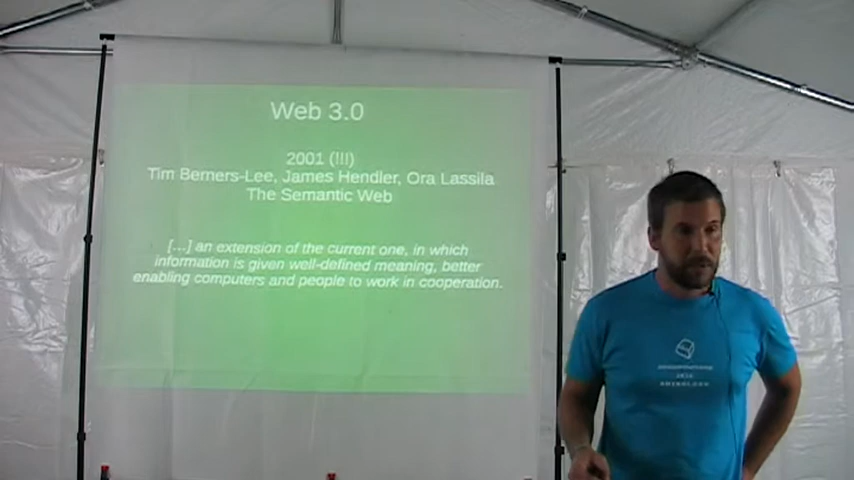 Web 3.0
2001 (!!!)
Tim Berners-Lee, James Hendler, Ora Lassila
The Semantic Web
[...] an extension of the current one, in which
information is given well-defined meaning, better
enabling computers and people to work in cooperation.